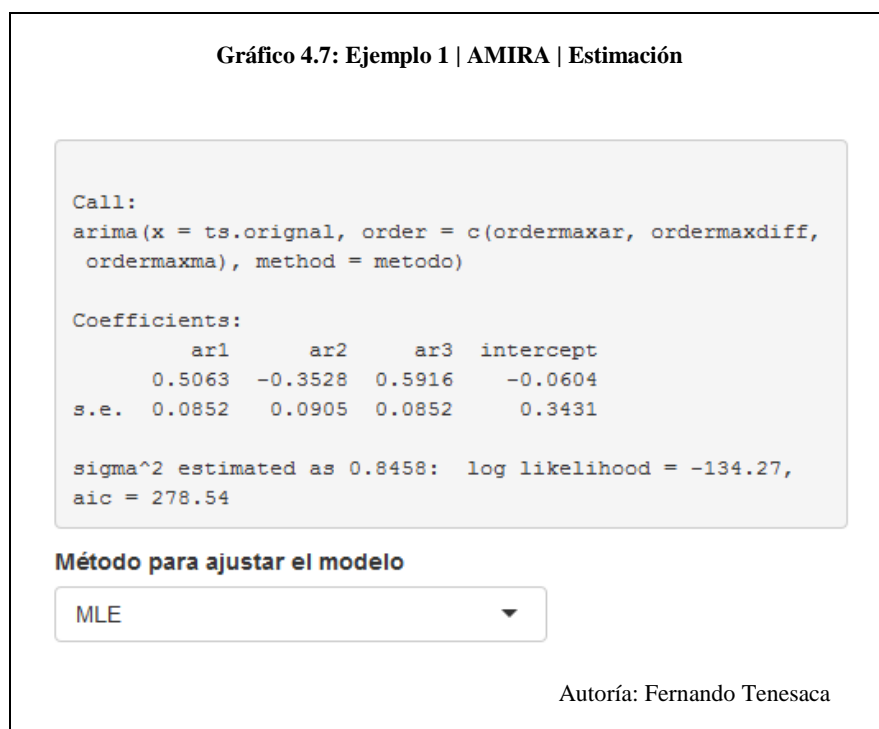 Gráfico 4.7: Ejemplo 1 | AMIRA | Estimación
Call:
arima(x = ts.orignal, order = c(ordermaxar, ordermaxdiff,
ordermaxma), method = metodo)
Coefficients:
ar1 ar2 ar3 intercept
0.5063 -0.3528 0.5916 -0.0604
s.e. 0.0852 0.0905 0.0852 0.3431
sigma^2 estimated as 0.8458: log likelihood = -134.27,
aic = 278.54
Método para ajustar el modelo
MLE
Autoría: Fernando Tenesaca